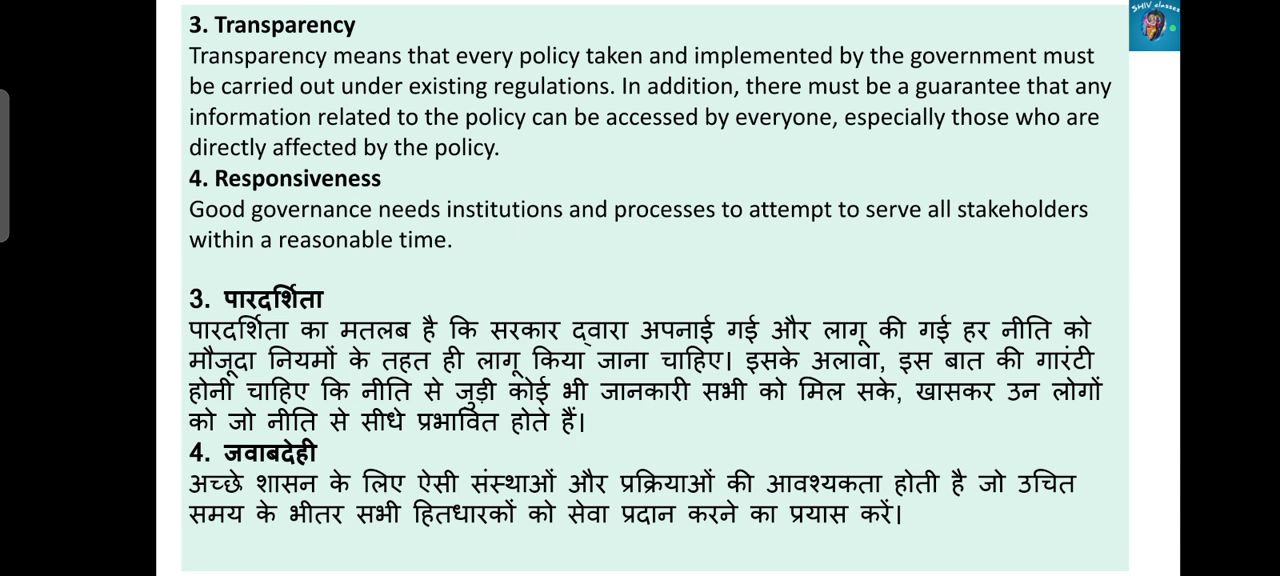 SHIV classes
3. Transparency
Transparency means that every policy taken and implemented by the government must
be carried out under existing regulations. In addition, there must be a guarantee that any
information related to the policy can be accessed by everyone, especially those who are
directly affected by the policy.
4. Responsiveness
Good governance needs institutions and processes to attempt to serve all stakeholders
within a reasonable time.
3. पारदर्शिता
पारदर्शिता का मतलब है कि सरकार द्वारा अपनाई गई और लागू की गई हर नीति को
मौजूदा नियमों के तहत ही लागू किया जाना चाहिए। इसके अलावा, इस बात की गारंटी
होनी चाहिए कि नीति से जुड़ी कोई भी जानकारी सभी को मिल सके, खासकर उन लोगों
को जो नीति से सीधे प्रभावित होते हैं।
4. जवाबदेही
अच्छे शासन के लिए ऐसी संस्थाओं और प्रक्रियाओं की आवश्यकता होती है जो उचित
समय के भीतर सभी हितधारकों को सेवा प्रदान करने का प्रयास करें।